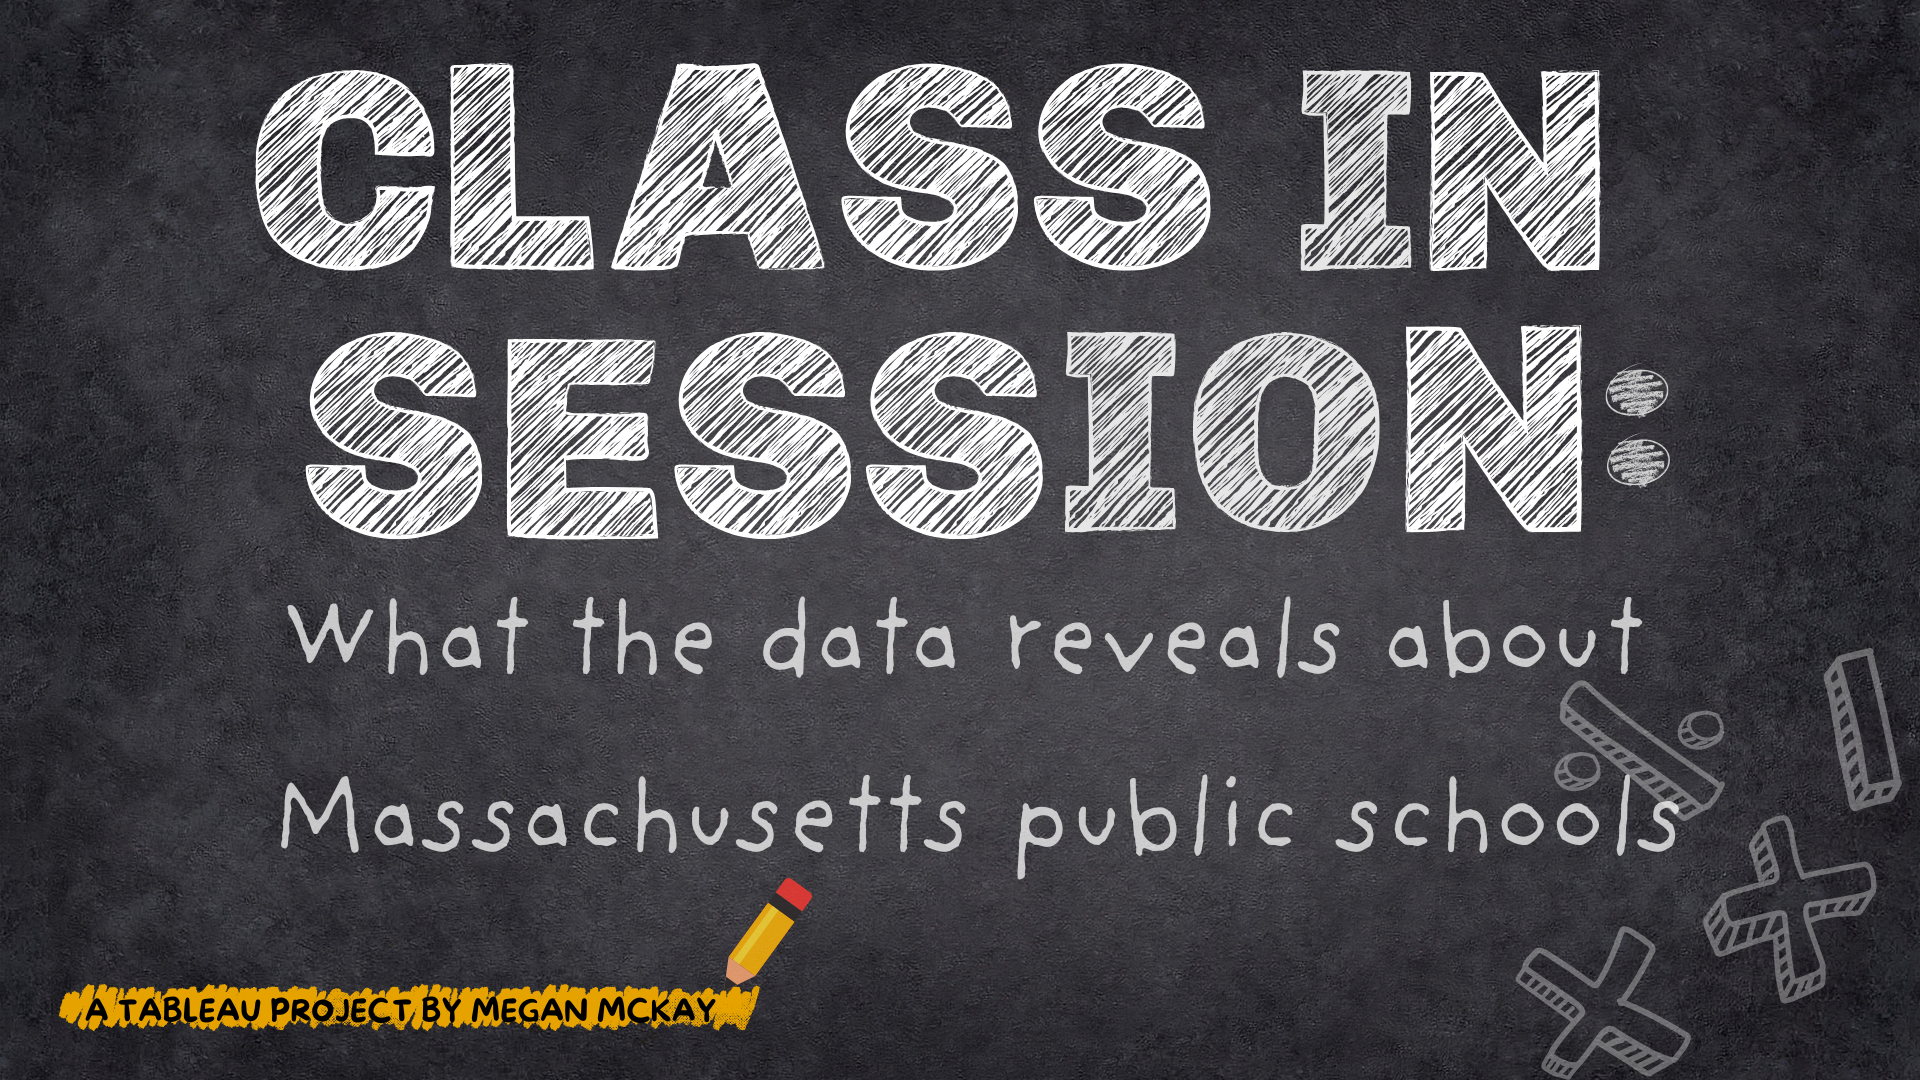 CLASS IN
SESSION:
What the data reveals about
Massachusetts public schools
A TABLEAU PROJECT BY MEGAN MCKAY